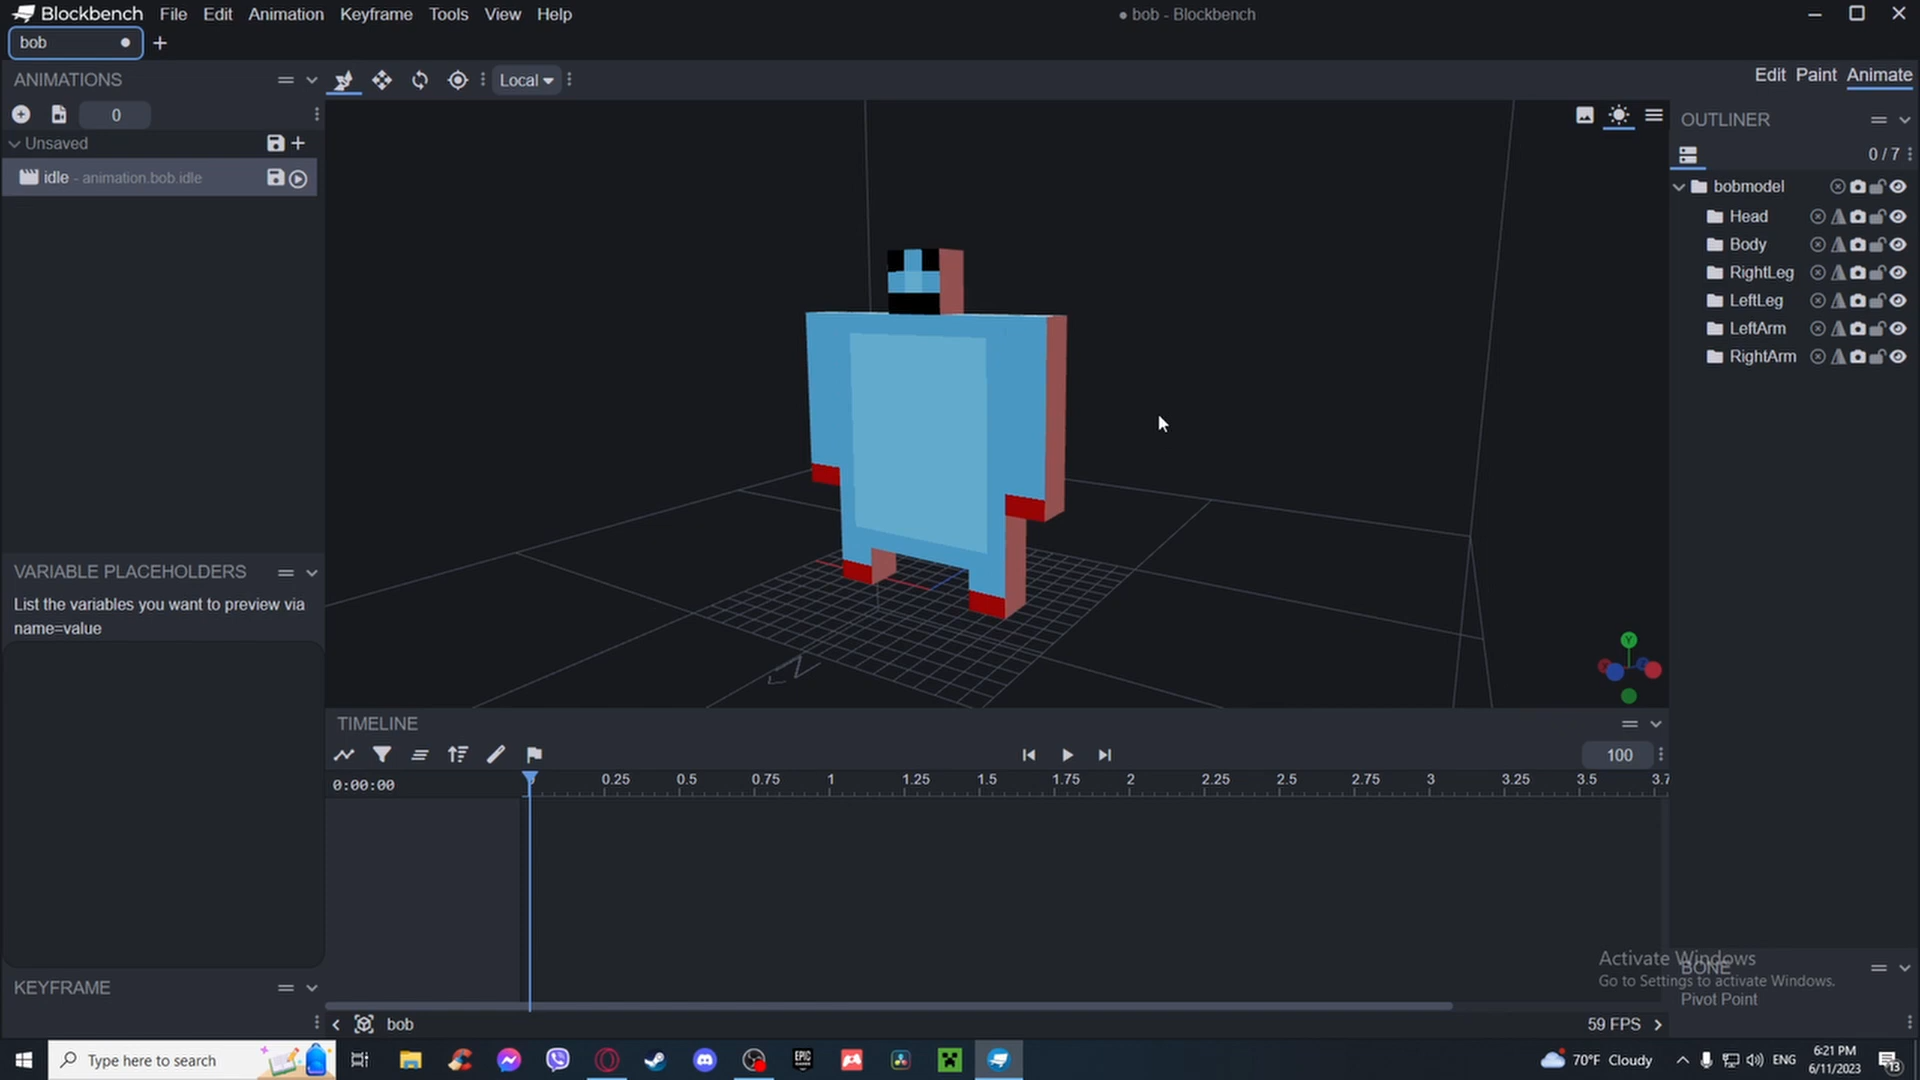 Blockbench File Edit Animation Keyframe Tools View Help
• bob - Blockbench
bob
ANIMATIONS
Local
Edit Paint Animate
0
Unsaved
idle - animation.bob.idle
OUTLINER
0 / 7
bobmodel
Head
Body
RightLeg
LeftLeg
LeftArm
RightArm
VARIABLE PLACEHOLDERS
List the variables you want to preview via
name=value
N
TIMELINE
100
0:00:00
0 0.25 0.5 0.75 1 1.25 1.5 1.75 2 2.25 2.5 2.75 3 3.25 3.5 3.7
KEYFRAME
BONE
Pivot Point
Activate Windows
Go to Settings to activate Windows.
bob
59 FPS
Type here to search
EPIC
GAMES
70°F Cloudy
ENG
6:21 PM
6/11/2023
13